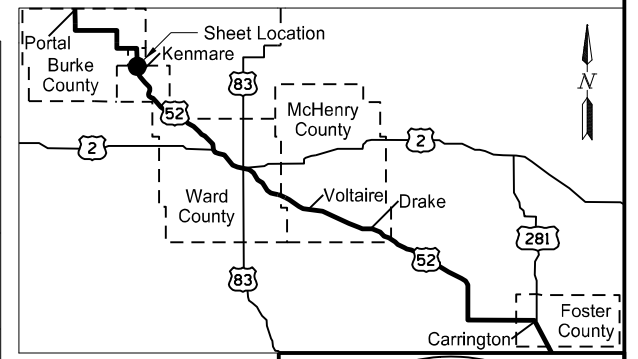 Sheet Location
Portal
Kenmare
Burke
County
83
52
McHenry
County
N
2
2
Ward
County
Voltaire
Drake
281
52
83
Foster
County
Carrington